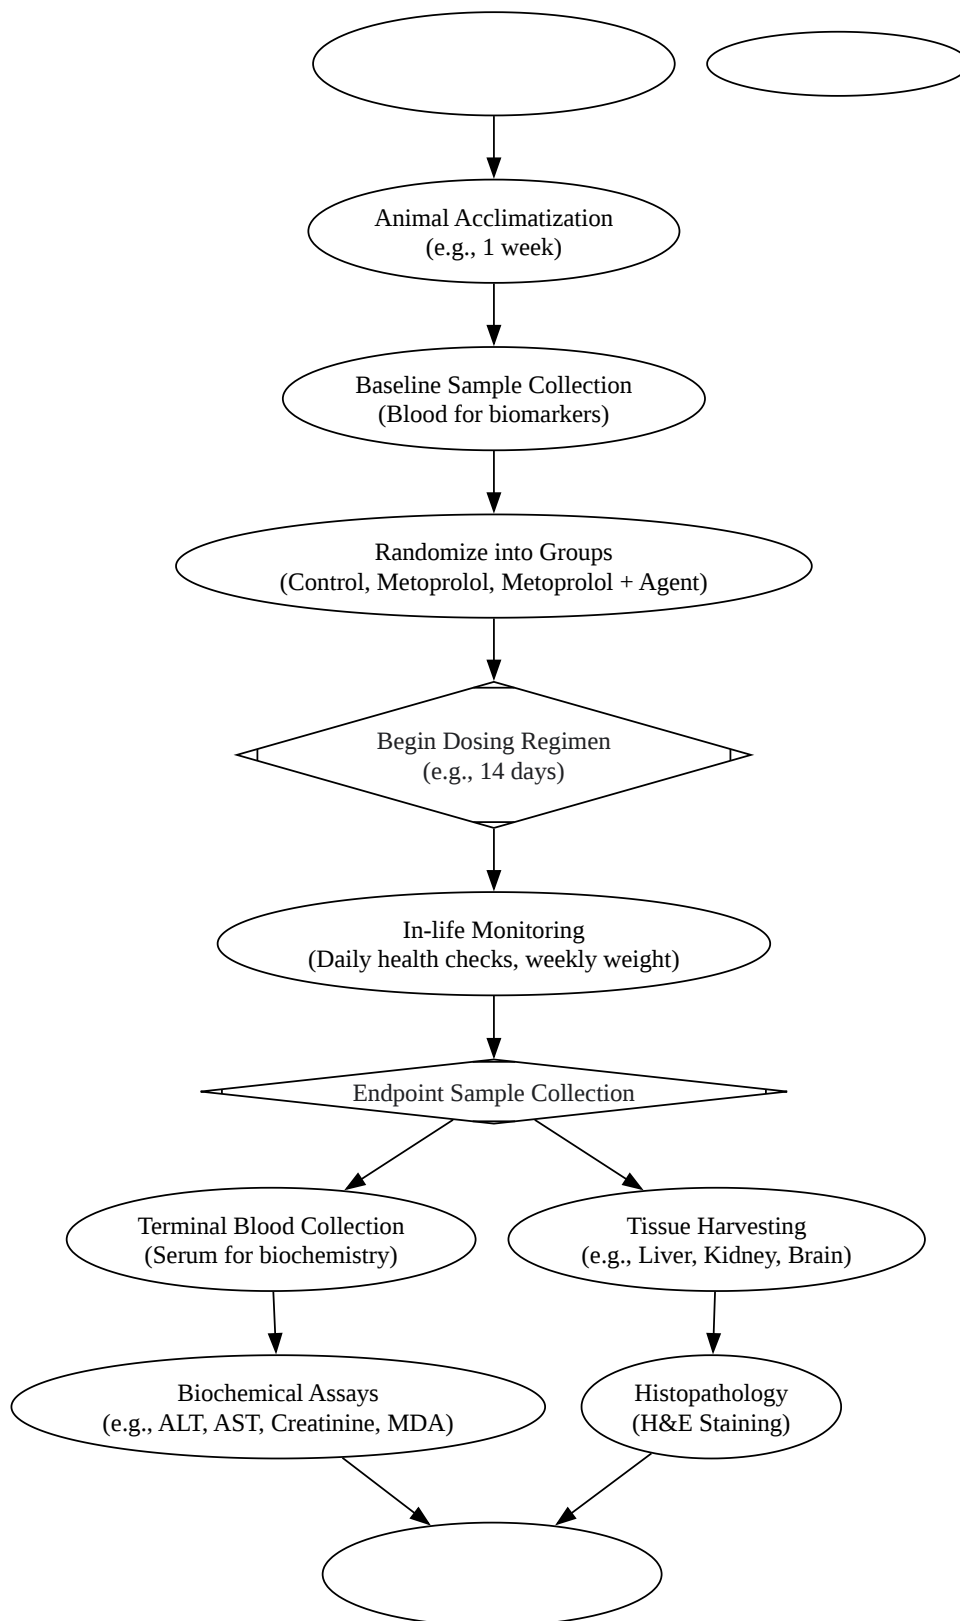 Animal Acclimatization
(e.g., 1 week)
Baseline Sample Collection
(Blood for biomarkers)
Randomize into Groups
(Control, Metoprolol, Metoprolol + Agent)
Begin Dosing Regimen
(e.g., 14 days)
In-life Monitoring
(Daily health checks, weekly weight)
Endpoint Sample Collection
Terminal Blood Collection
(Serum for biochemistry)
Tissue Harvesting
(e.g., Liver, Kidney, Brain)
Biochemical Assays
(e.g., ALT, AST, Creatinine, MDA)
Histopathology
(H&E Staining)